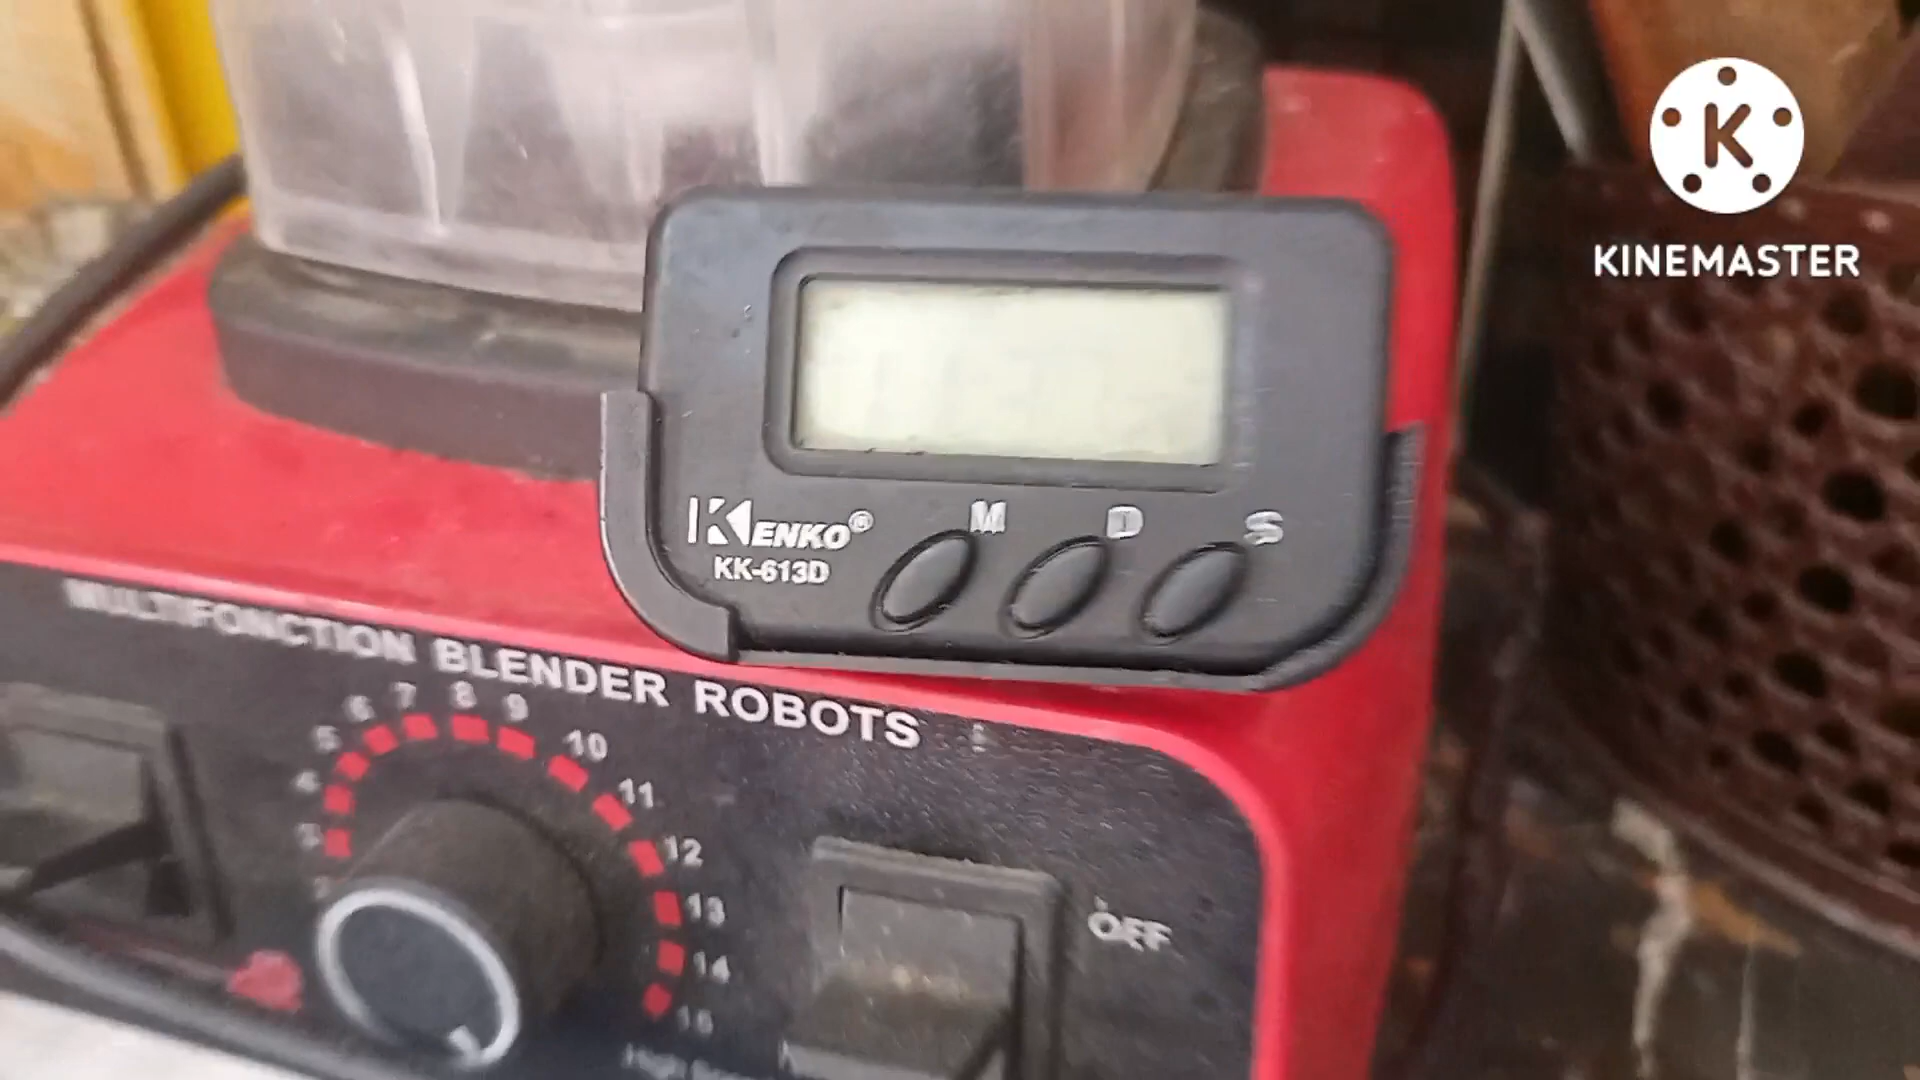 K
KINEMASTER
KENKO®
KK-613D
M
D
S
MULTIFONCTION BLENDER ROBOTS
4
5
6
7
8
9
10
11
12
13
14
15
OFF